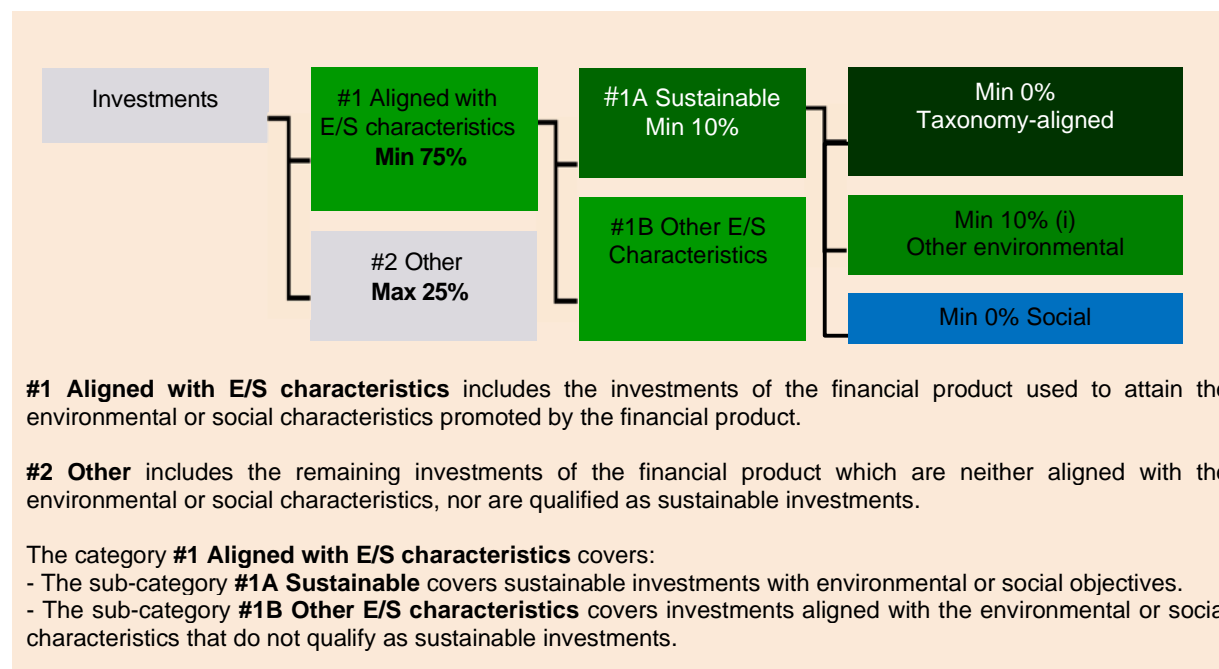 Investments
#1 Aligned with
E/S characteristics
Min 75%
#2 Other
Max 25%
#1A Sustainable
Min 10%
#1B Other E/S
Characteristics
Min 0%
Taxonomy-aligned
Min 10% (i)
Other environmental
Min 0% Social
#1 Aligned with E/S characteristics includes the investments of the financial product used to attain the
environmental or social characteristics promoted by the financial product.
#2 Other includes the remaining investments of the financial product which are neither aligned with the
environmental or social characteristics, nor are qualified as sustainable investments.
The category #1 Aligned with E/S characteristics covers:
- The sub-category #1A Sustainable covers sustainable investments with environmental or social objectives.
- The sub-category #1B Other E/S characteristics covers investments aligned with the environmental or social
characteristics that do not qualify as sustainable investments.